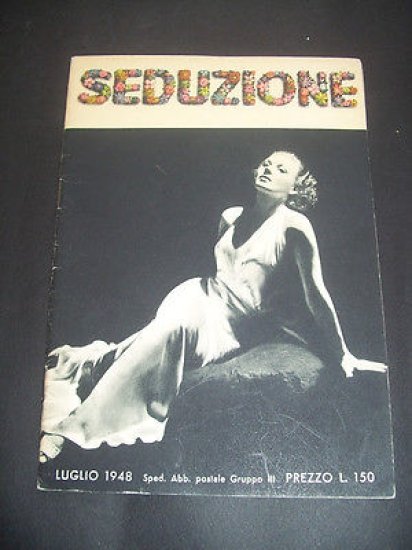 SEDUZIONE
LUGLIO 1948 Sped. Abb. postale Gruppo III PREZZO L. 150